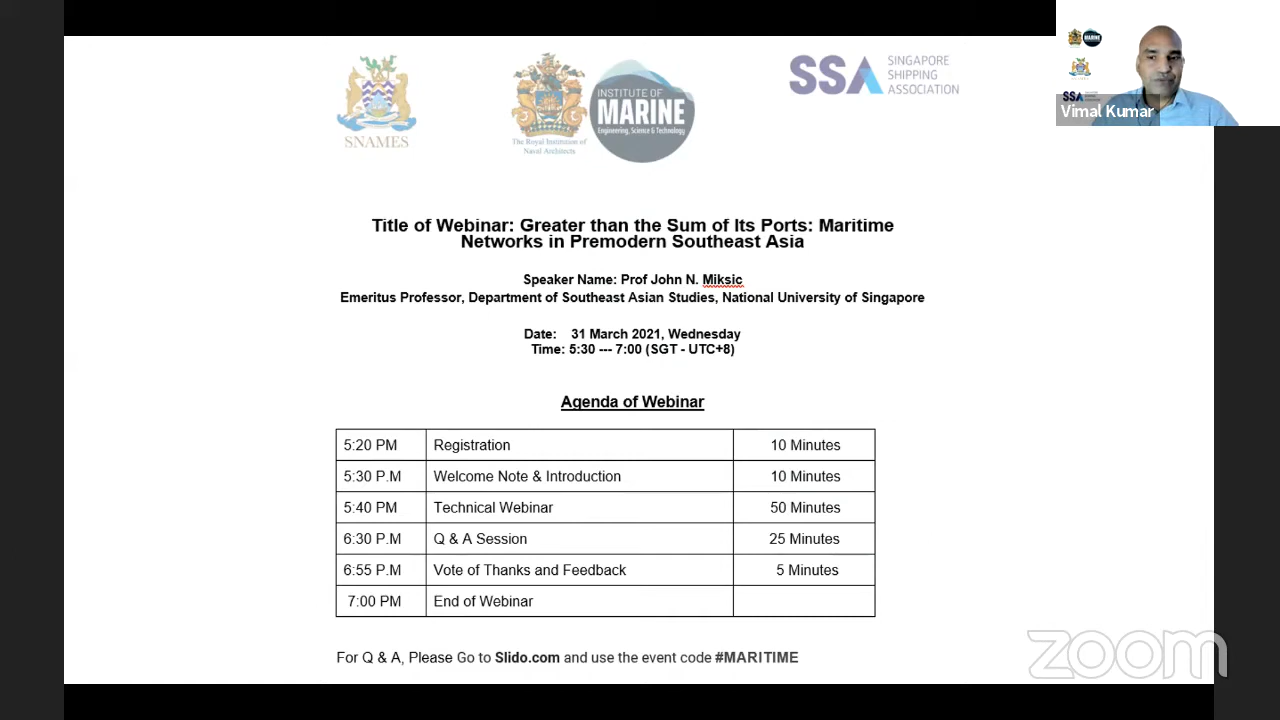 SNAMES
The Royal Institution of
Naval Architects
INSTITUTE OF
MARINE
Engineering, Science & Technology
SSA
SINGAPORE
SHIPPING
ASSOCIATION
MARINE
SSA
Vimal Kumar
Title of Webinar: Greater than the Sum of Its Ports: Maritime
Networks in Premodern Southeast Asia
Speaker Name: Prof John N. Miksic
Emeritus Professor, Department of Southeast Asian Studies, National University of Singapore
Date: 31 March 2021, Wednesday
Time: 5:30 --- 7:00 (SGT - UTC+8)
Agenda of Webinar
5:20 PM Registration 10 Minutes
5:30 P.M Welcome Note & Introduction 10 Minutes
5:40 PM Technical Webinar 50 Minutes
6:30 P.M Q & A Session 25 Minutes
6:55 P.M Vote of Thanks and Feedback 5 Minutes
7:00 PM End of Webinar
For Q & A, Please Go to Slido.com and use the event code #MARITIME
zoom